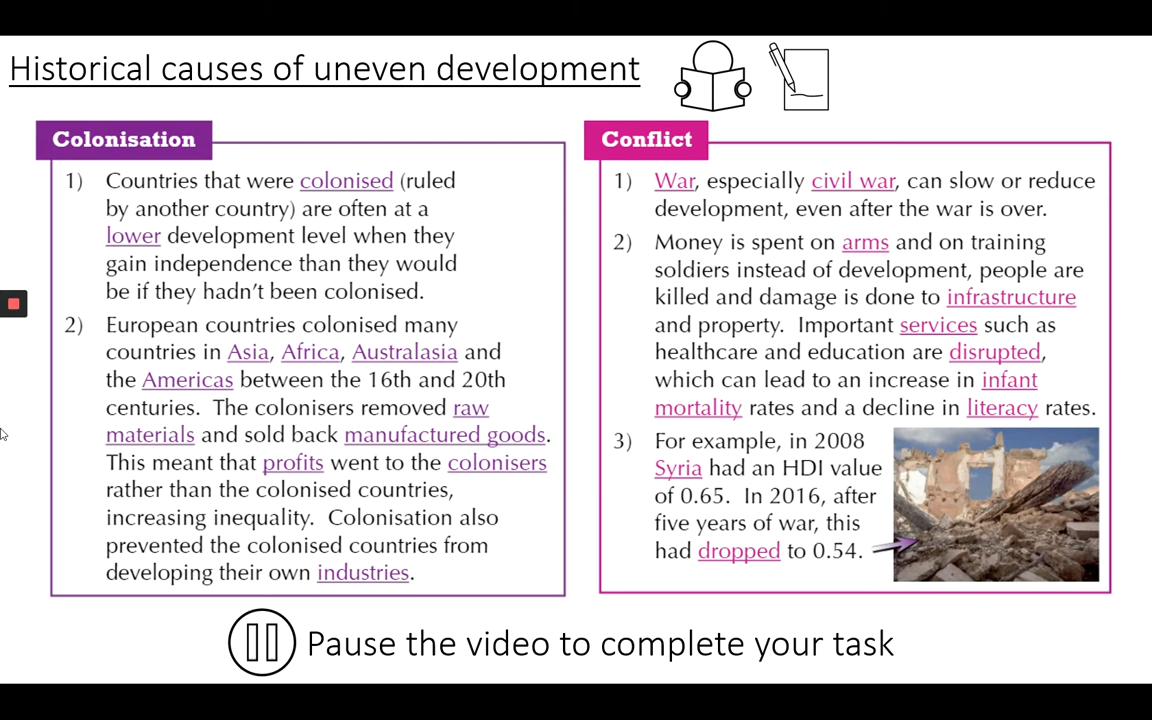 Historical causes of uneven development
Colonisation
1) Countries that were colonised (ruled
by another country) are often at a
lower development level when they
gain independence than they would
be if they hadn't been colonised.
2) European countries colonised many
countries in Asia, Africa, Australasia and
the Americas between the 16th and 20th
centuries. The colonisers removed raw
materials and sold back manufactured goods.
This meant that profits went to the colonisers
rather than the colonised countries,
increasing inequality. Colonisation also
prevented the colonised countries from
developing their own industries.
Conflict
1) War, especially civil war, can slow or reduce
development, even after the war is over.
2) Money is spent on arms and on training
soldiers instead of development, people are
killed and damage is done to infrastructure
and property. Important services such as
healthcare and education are disrupted,
which can lead to an increase in infant
mortality rates and a decline in literacy rates.
3) For example, in 2008
Syria had an HDI value
of 0.65. In 2016, after
five years of war, this
had dropped to 0.54.
Pause the video to complete your task